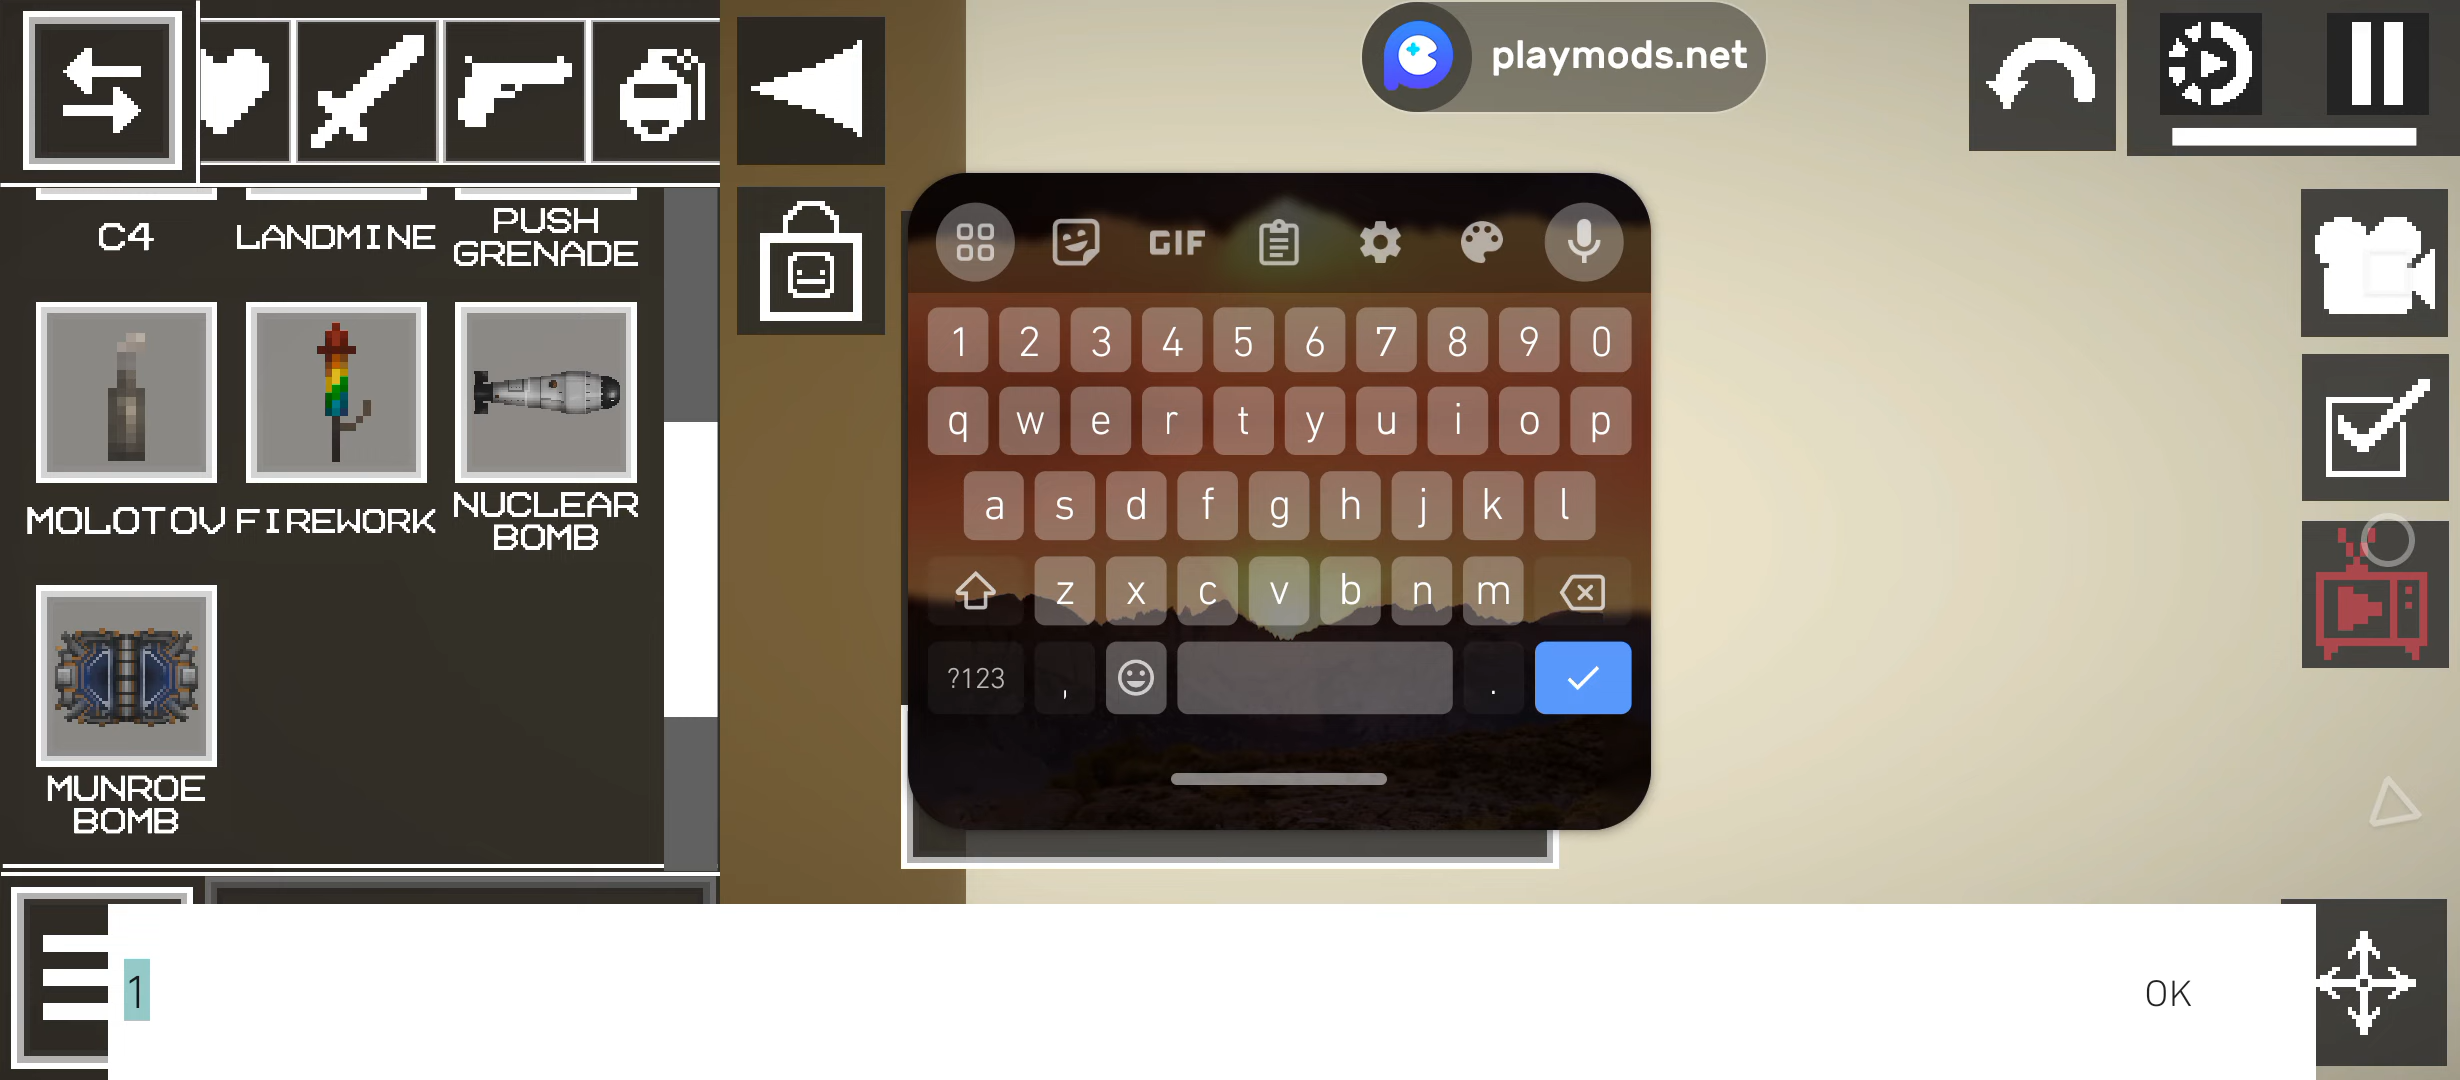 playmods.net
C4
LANDMINE
PUSH
GRENADE
MOLOTOV
FIREWORK
NUCLEAR
BOMB
MUNROE
BOMB
GIF
1 2 3 4 5 6 7 8 9 0
q w e r t y u i o p
a s d f g h j k l
z x c v b n m
?123 , .
1
OK